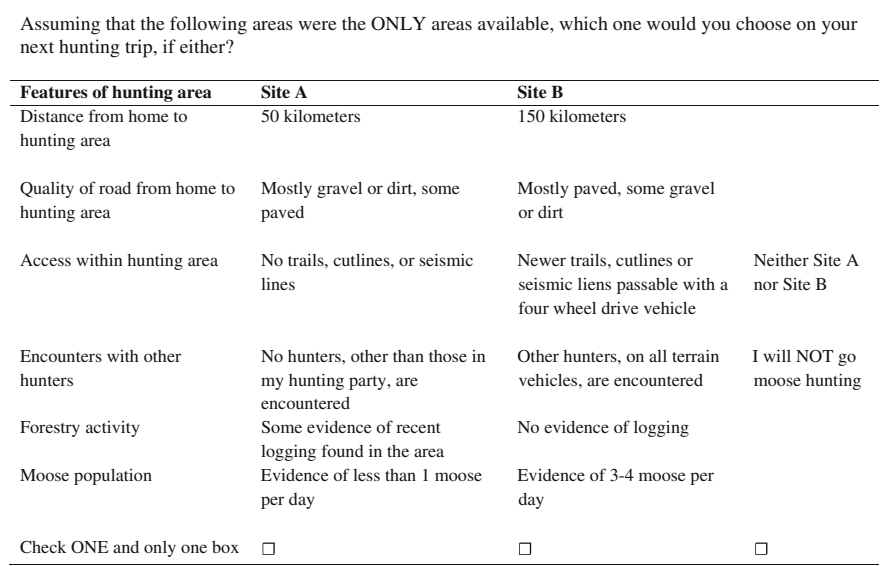 Assuming that the following areas were the ONLY areas available, which one would you choose on your
next hunting trip, if either?
Features of hunting area Site A Site B
Distance from home to 50 kilometers 150 kilometers
hunting area
Quality of road from home to Mostly gravel or dirt, some Mostly paved, some gravel
hunting area paved or dirt
Access within hunting area No trails, cutlines, or seismic Newer trails, cutlines or Neither Site A
lines seismic liens passable with a nor Site B
four wheel drive vehicle
Encounters with other No hunters, other than those in Other hunters, on all terrain I will NOT go
hunters my hunting party, are vehicles, are encountered moose hunting
encountered
Forestry activity Some evidence of recent No evidence of logging
logging found in the area
Moose population Evidence of less than 1 moose Evidence of 3-4 moose per
per day day
Check ONE and only one box ☐ ☐ ☐